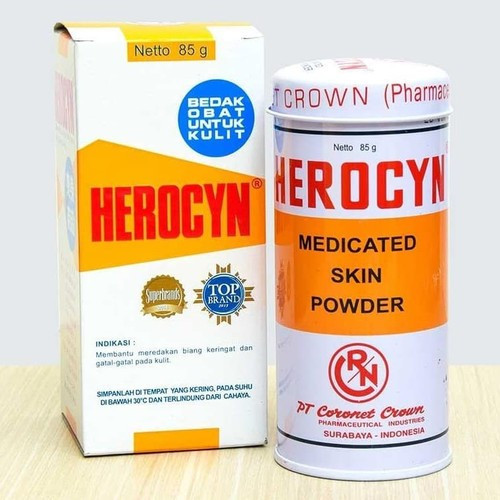 Netto 85 g
BEDAK
OBAT
UNTUK
KULIT
HEROCYN®
Superbrands
TOP
BRAND
INDIKASI :
Membantu meredakan biang keringat dan
gatal-gatal pada kulit.
SIMPANLAH DI TEMPAT YANG KERING, PADA SUHU
DI BAWAH 30°C DAN TERLINDUNG DARI CAHAYA.
T CROWN (Pharmace
Netto 85 g
HEROCYN
MEDICATED
SKIN
POWDER
CRN
PT Coronet Crown
PHARMACEUTICAL INDUSTRIES
SURABAYA - INDONESIA